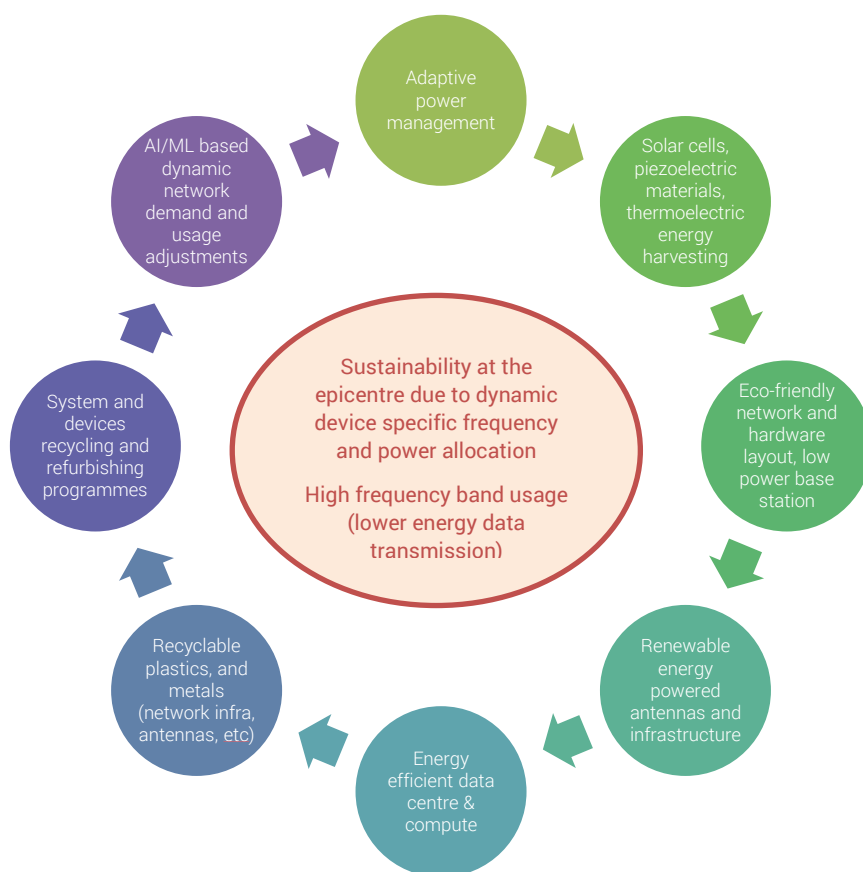 Adaptive
power
management
Solar cells,
piezoelectric
materials,
thermoelectric
energy
harvesting
Eco-friendly
network and
hardware
layout, low
power base
station
Renewable
energy
powered
antennas and
infrastructure
Energy
efficient data
centre &
compute
Recyclable
plastics, and
metals
(network infra,
antennas, etc)
System and
devices
recycling and
refurbishing
programmes
AI/ML based
dynamic
network
demand and
usage
adjustments
Sustainability at the
epicentre due to dynamic
device specific frequency
and power allocation
High frequency band usage
(lower energy data
transmission)